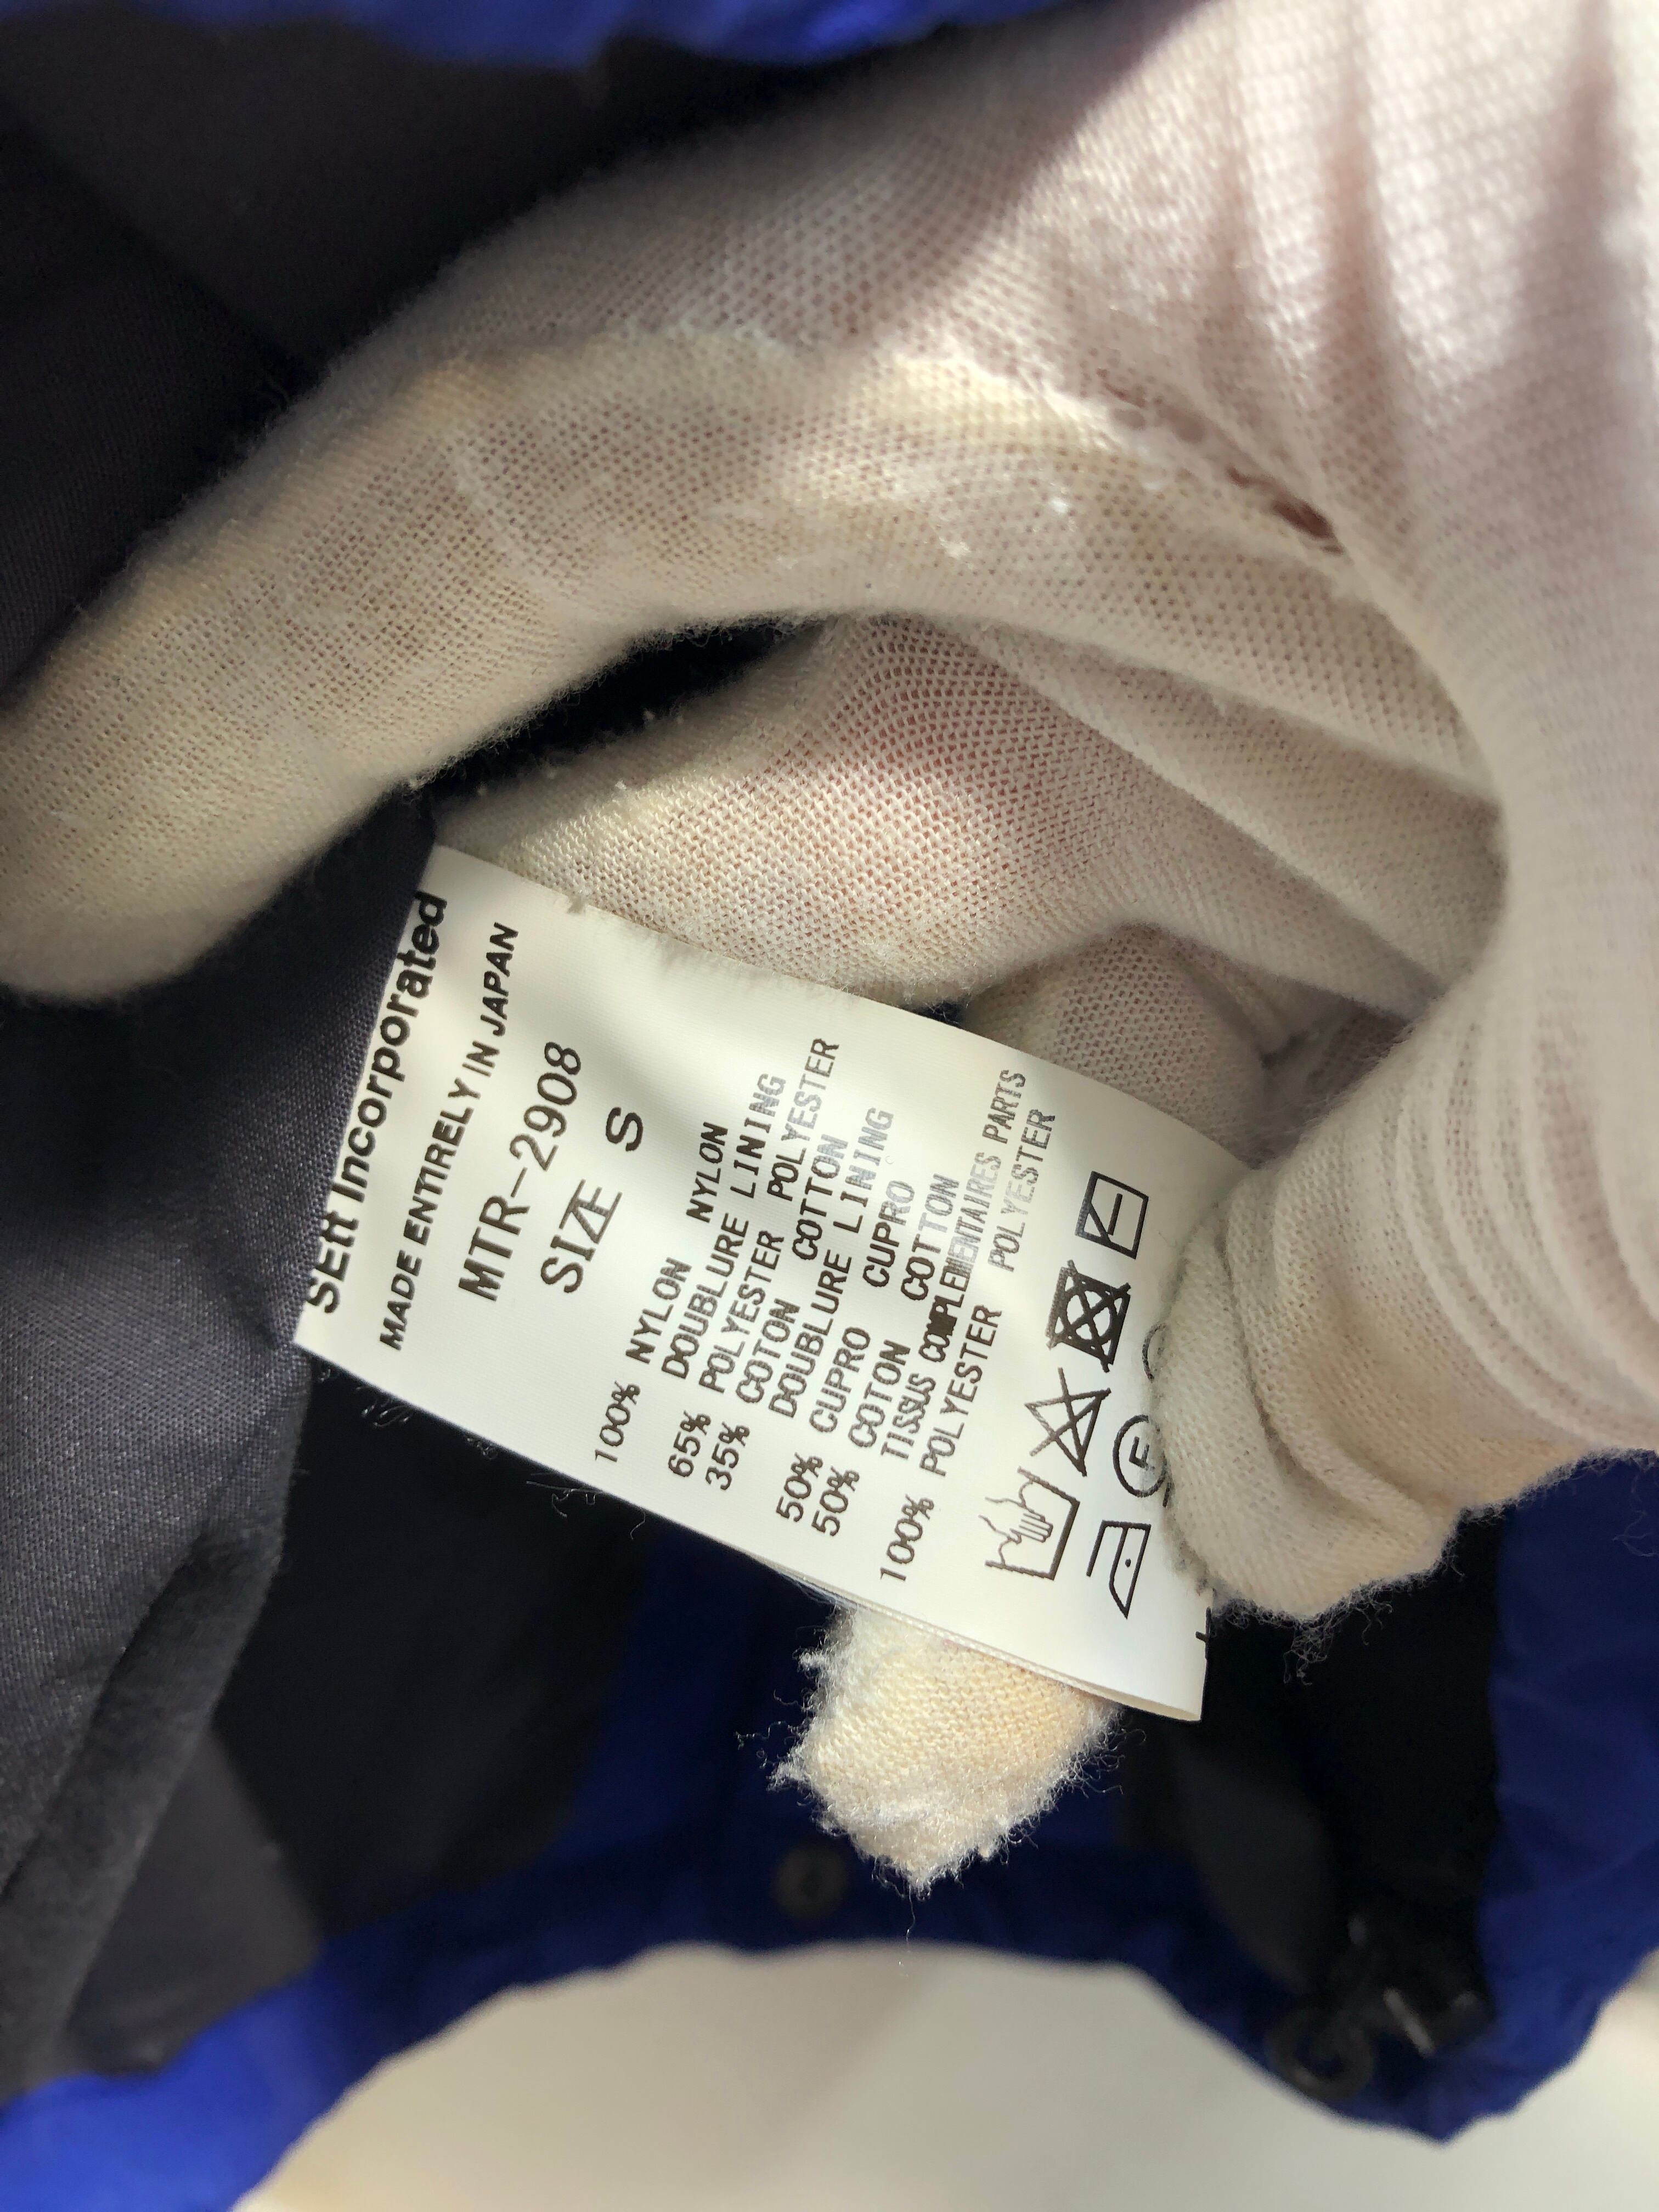 SEtt Incorporated
MADE ENTIRELY IN JAPAN
MTR-2908
SIZE S
100% NYLON NYLON
DOUBLURE LINING
65% POLYESTER POLYESTER
35% COTON COTTON
DOUBLURE LINING
50% CUPRO CUPRO
50% COTON COTTON
TISSUS COMPLEMENTAIRES PARTS
100% POLYESTER POLYESTER
F